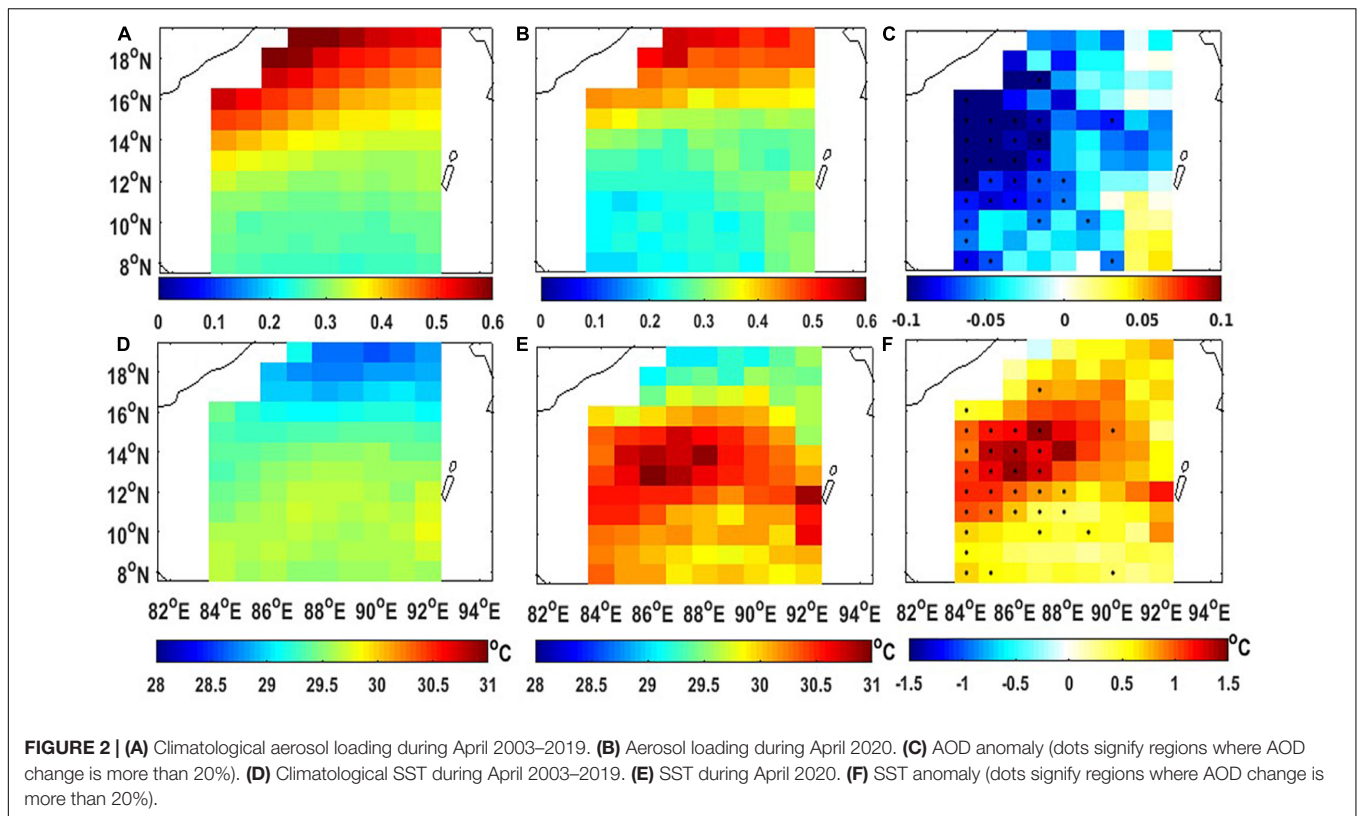 A B C
18°N
16°N
14°N
12°N
10°N
8°N
0 0.1 0.2 0.3 0.4 0.5 0.6
0 0.1 0.2 0.3 0.4 0.5 0.6
-0.1 -0.05 0 0.05 0.1
D E F
18°N
16°N
14°N
12°N
10°N
8°N
82°E 84°E 86°E 88°E 90°E 92°E 94°E
82°E 84°E 86°E 88°E 90°E 92°E 94°E
82°E 84°E 86°E 88°E 90°E 92°E 94°E
°C
28 28.5 29 29.5 30 30.5 31
°C
28 28.5 29 29.5 30 30.5 31
°C
-1.5 -1 -0.5 0 0.5 1 1.5
FIGURE 2 | (A) Climatological aerosol loading during April 2003–2019. (B) Aerosol loading during April 2020. (C) AOD anomaly (dots signify regions where AOD
change is more than 20%). (D) Climatological SST during April 2003–2019. (E) SST during April 2020. (F) SST anomaly (dots signify regions where AOD change is
more than 20%).